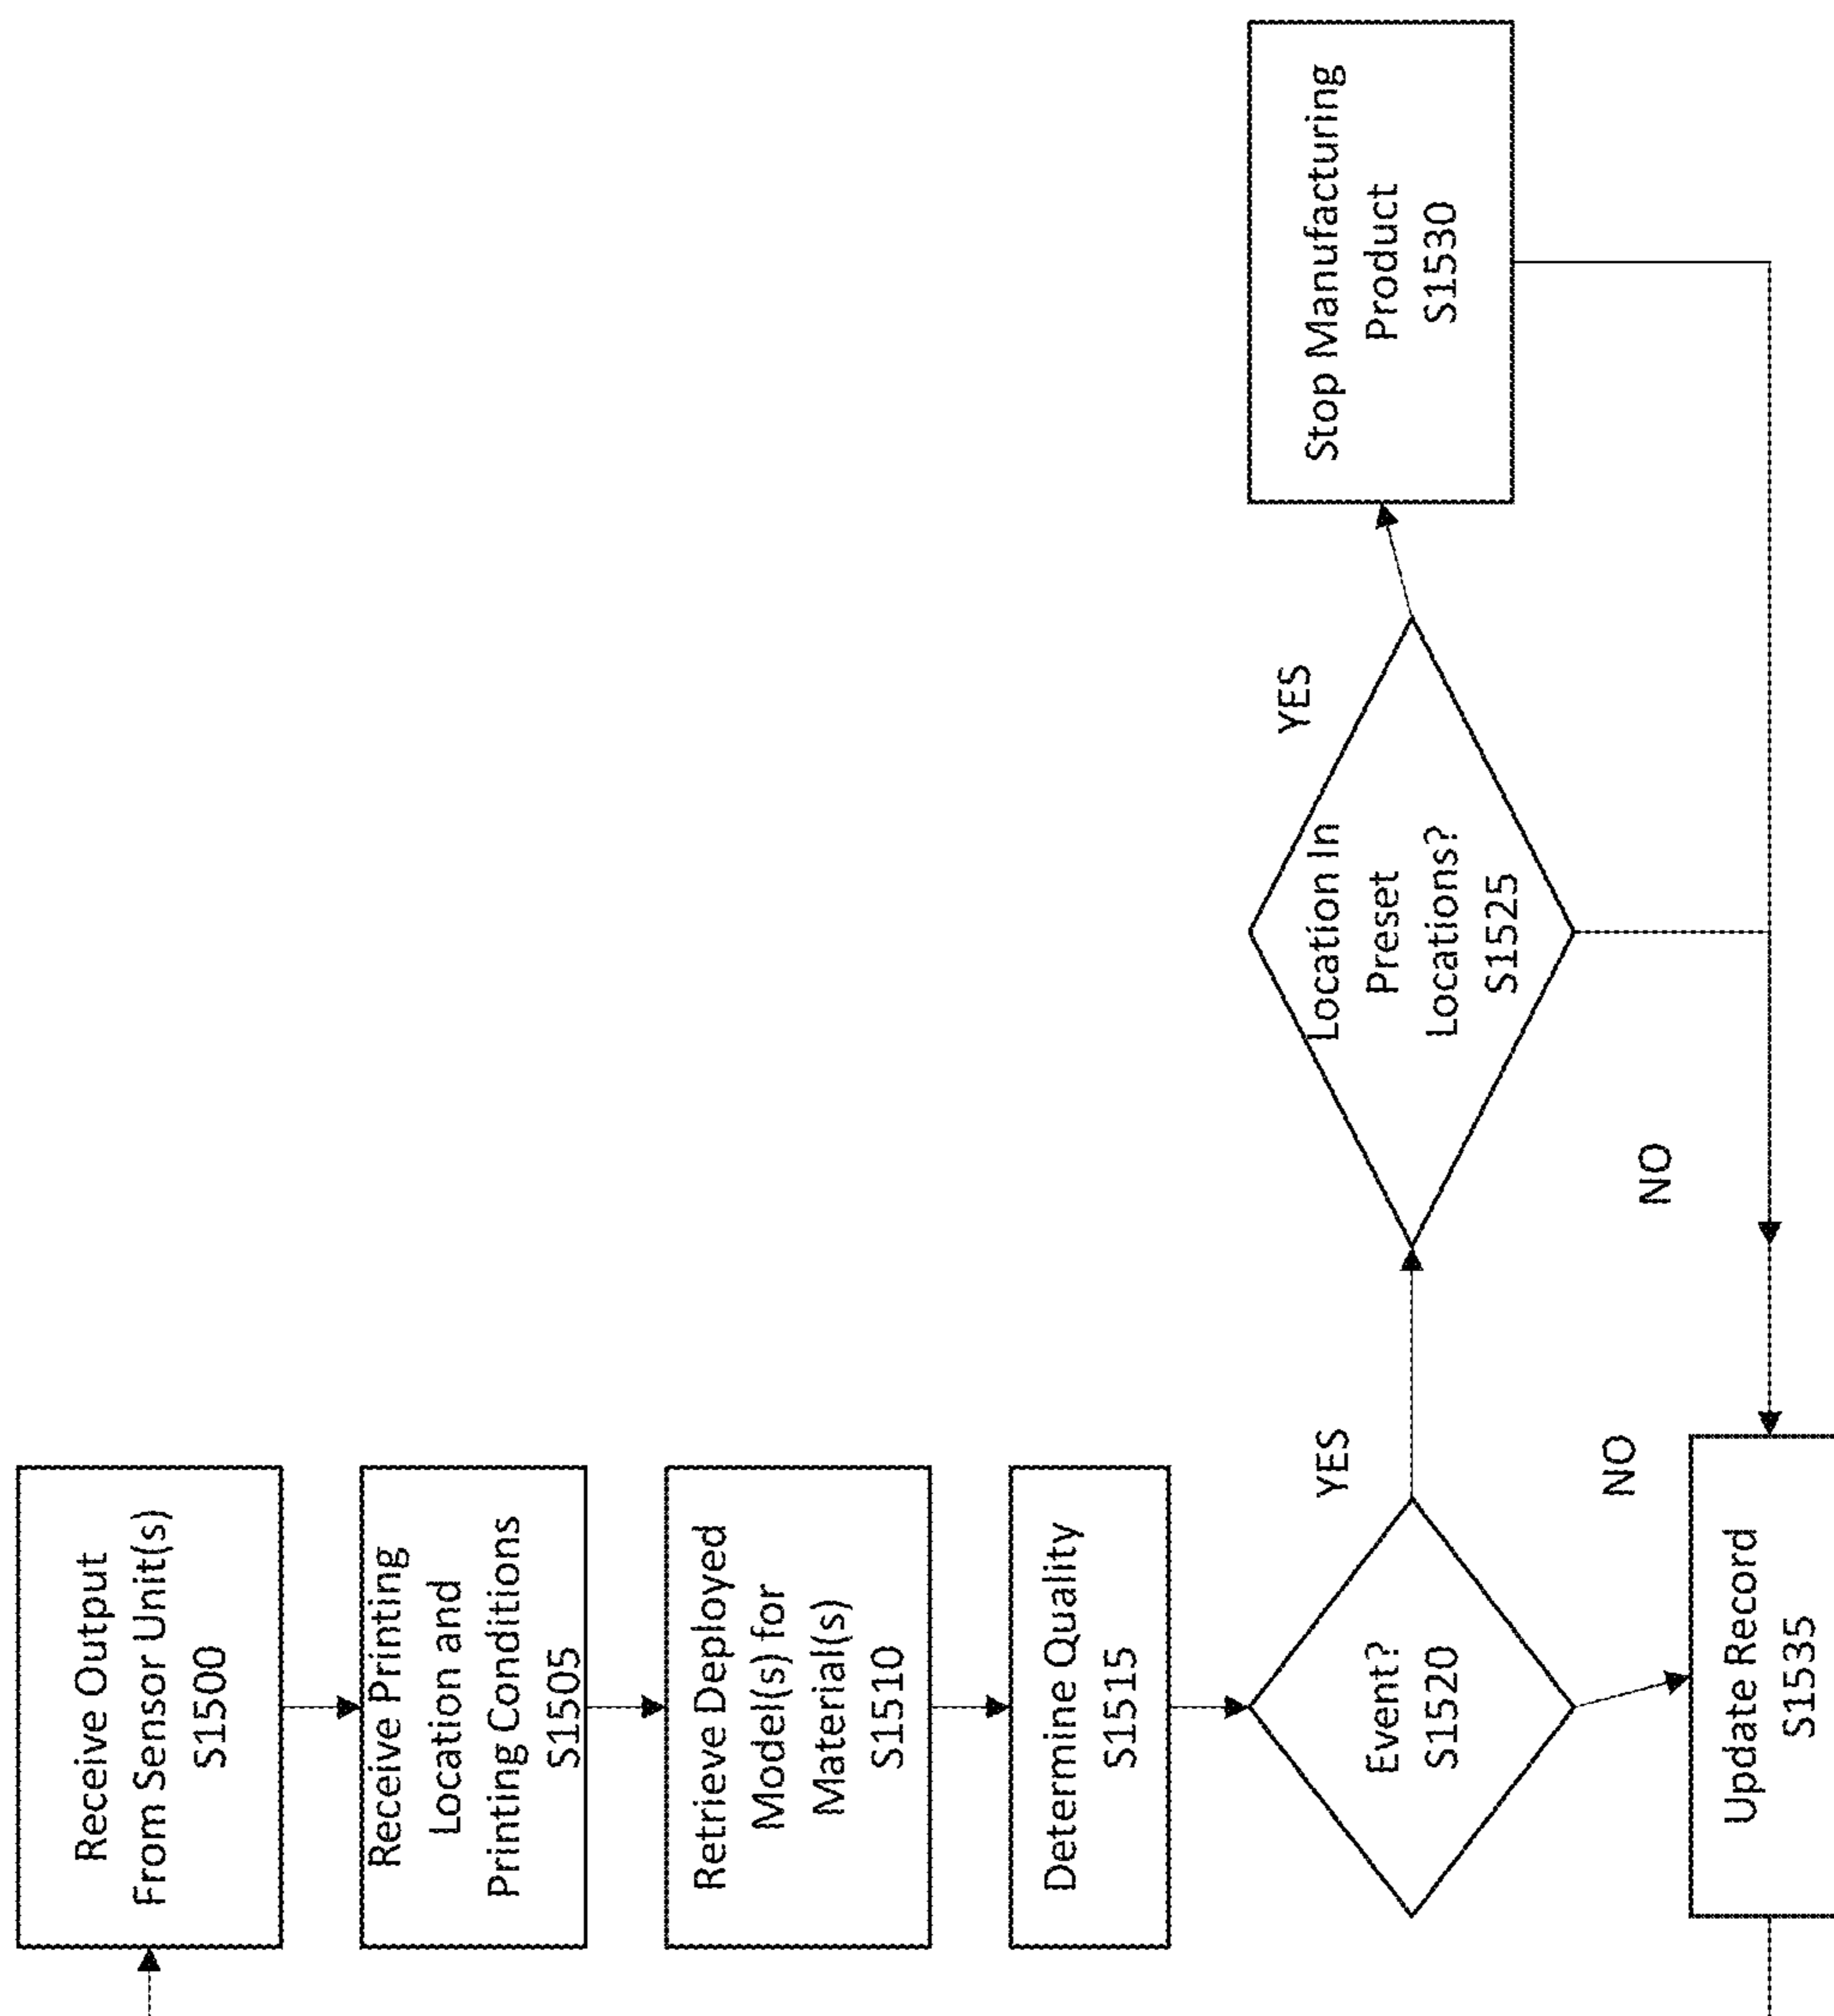 Receive Output
From Sensor Unit(s)
S1500
Receive Printing
Location and
Printing Conditions
S1505
Retrieve Deployed
Model(s) for
Material(s)
S1510
Determine Quality
S1515
Event?
S1520
YES
NO
Location In
Preset
Locations?
S1525
YES
NO
Stop Manufacturing
Product
S1530
Update Record
S1535